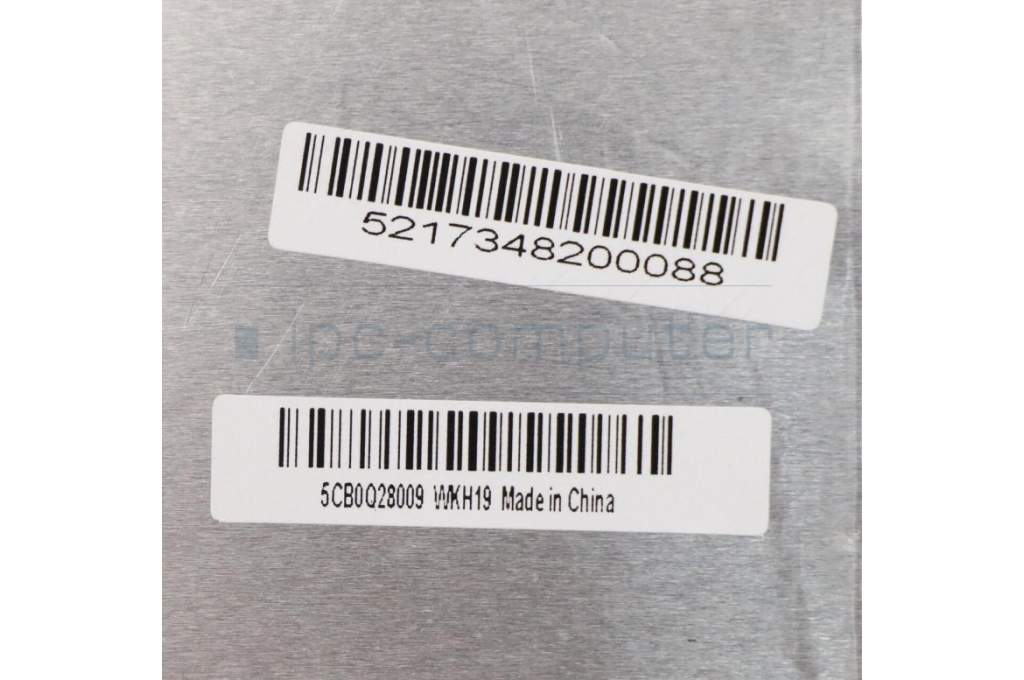 5217348200088
ipc-computer
5CB0Q28009 WKH19 Made in China